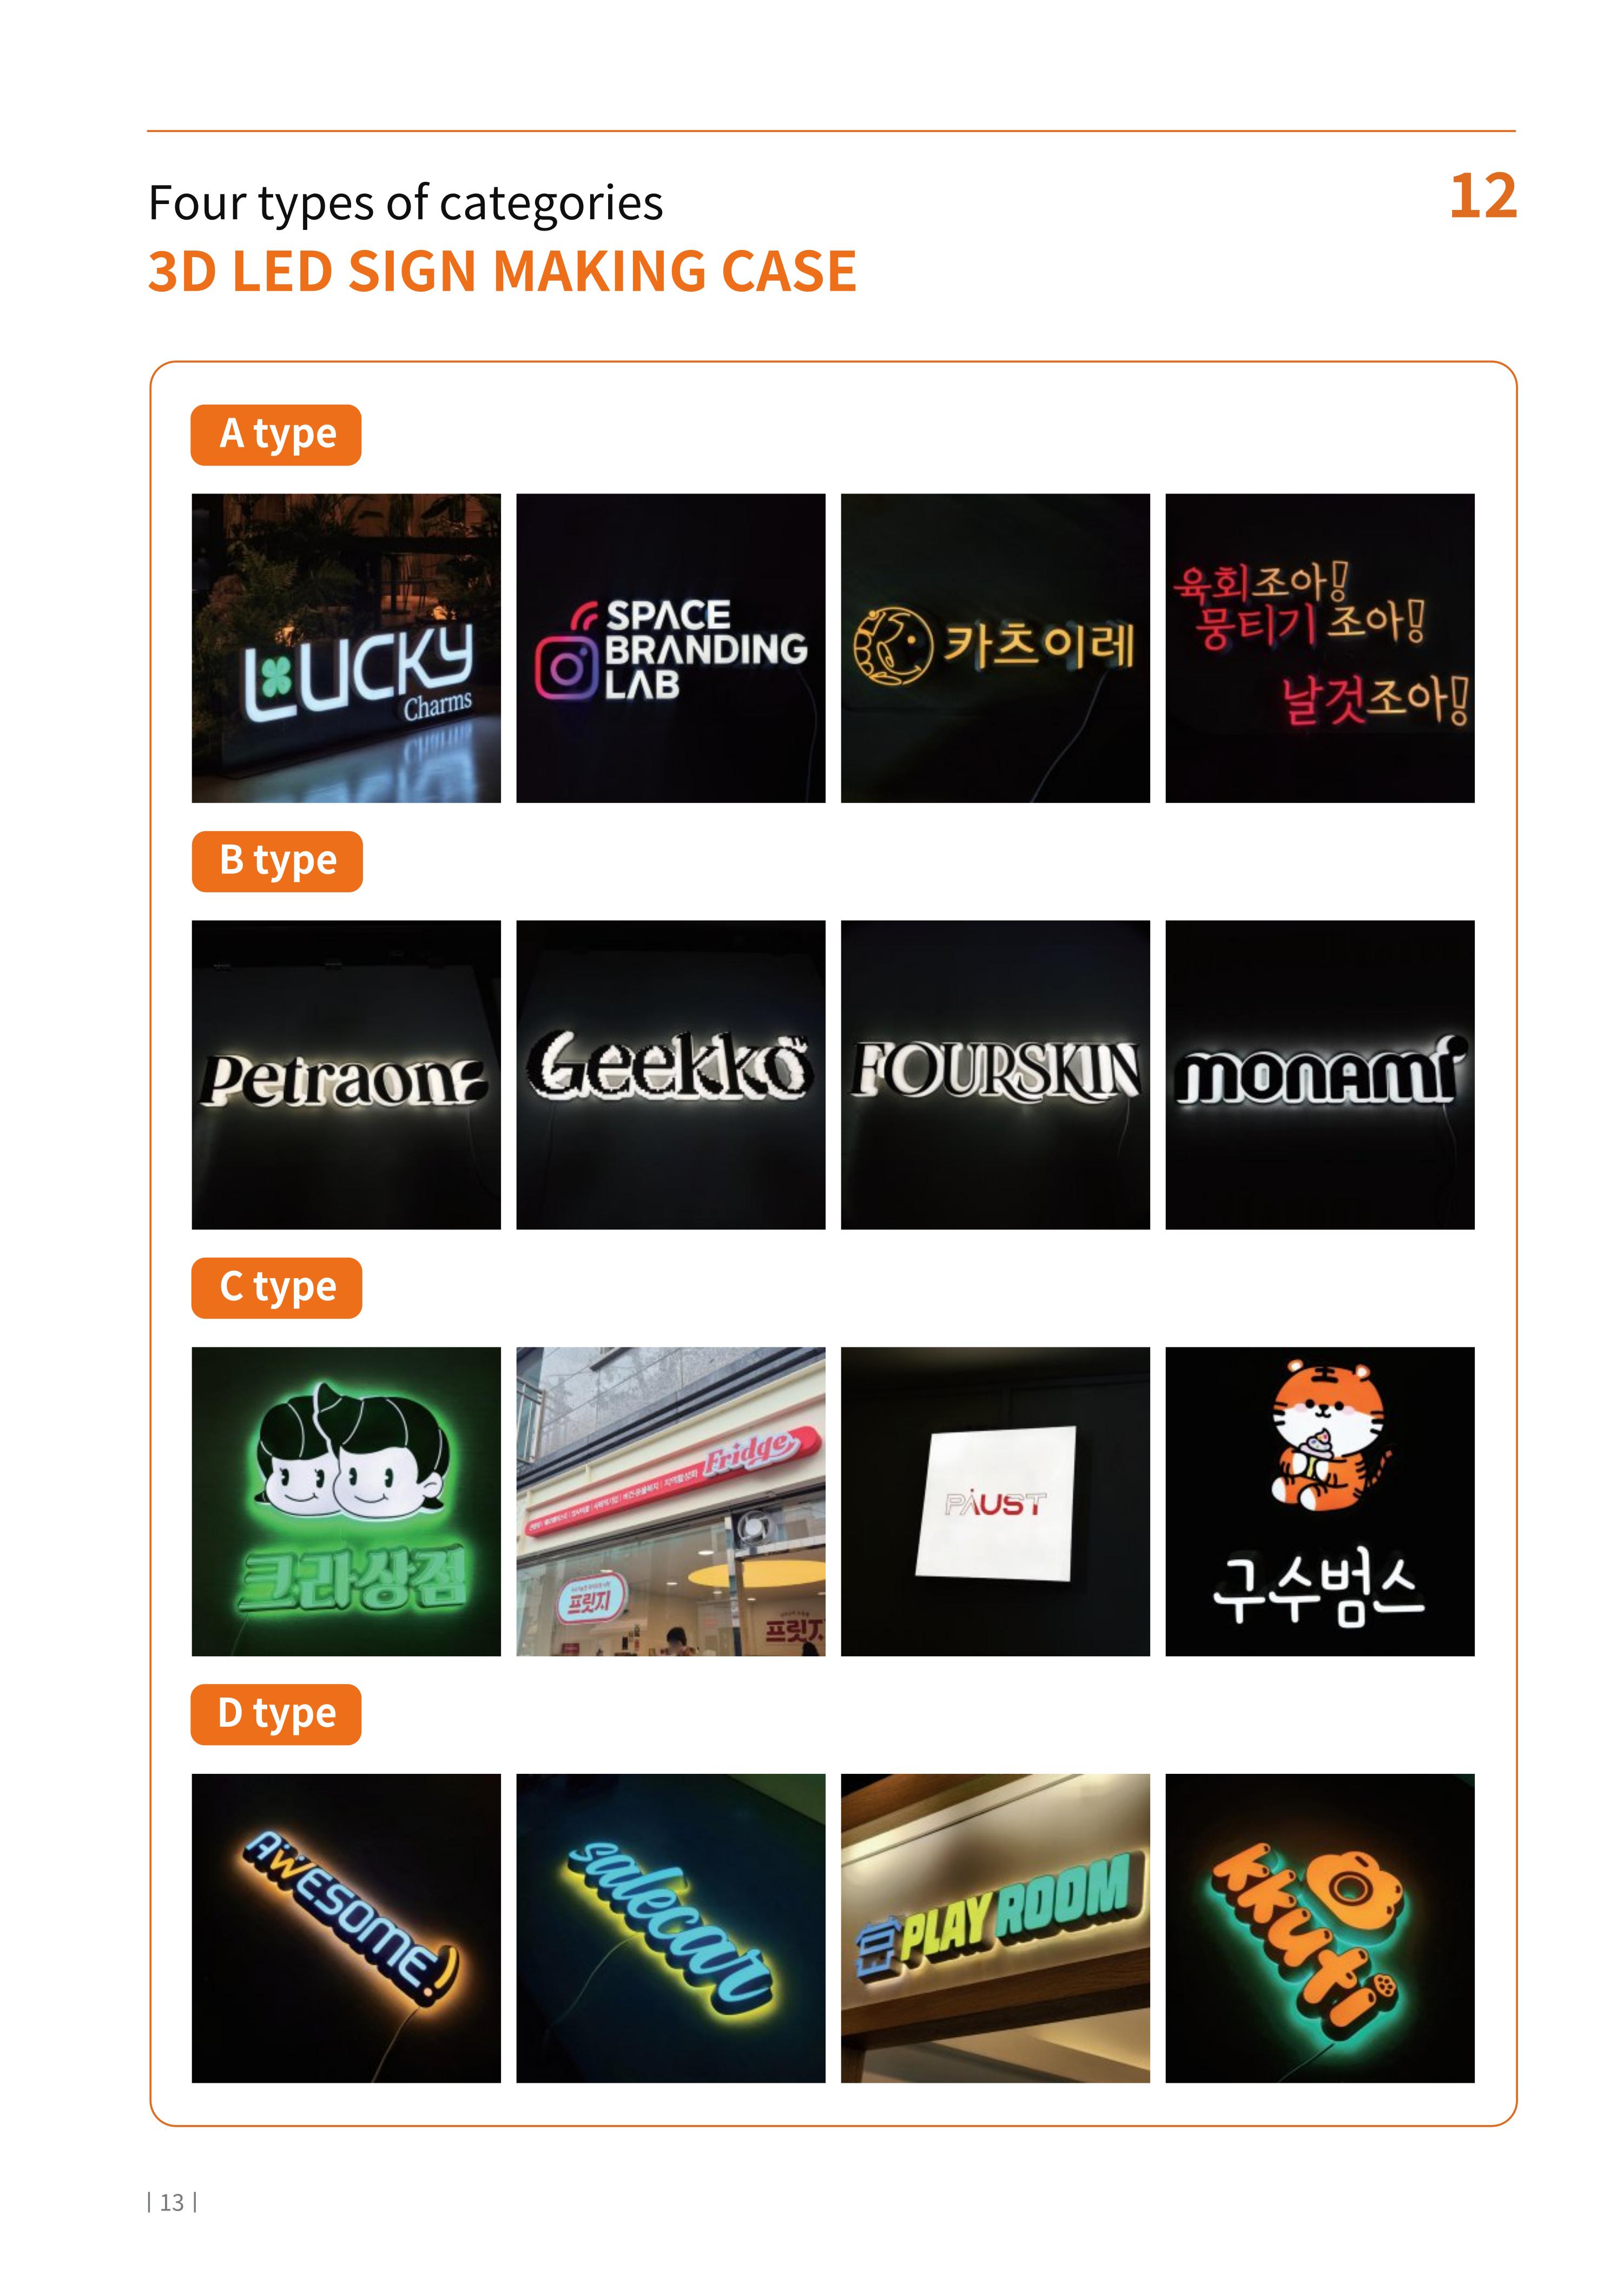 Four types of categories
12
3D LED SIGN MAKING CASE
A type
LUCKY
Charms
SPACE
BRANDING
LAB
카츠이레
육회조아!
뭉티기 조아!
날것조아!
B type
Petraone
Geekko
FOURSKIN
monami
C type
크라상점
Fridge
프릿지
프릿지
PAUST
구수범스
D type
AWESOME!
salecar
PLAY ROOM
kkuti
| 13 |